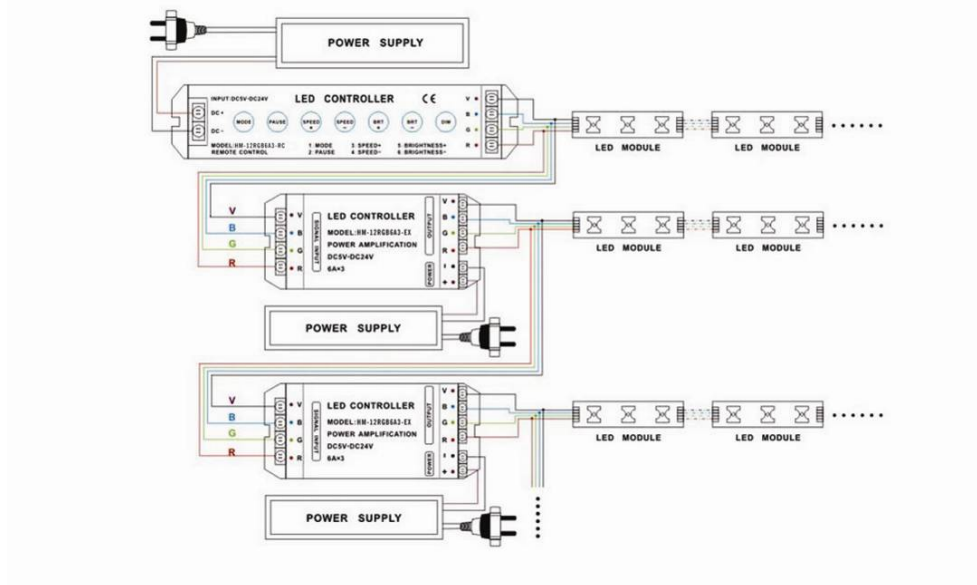 POWER SUPPLY
INPUT:DC5V-DC24V LED CONTROLLER CE
V
DC+
B
MODE PAUSE SPEED + SPEED - BRT + BRT - DIM
G
DC-
R
MODEL:HM-12RGB6A3-RC 1 MODE 3 SPEED+ 5 BRIGHTNESS+
REMOTE CONTROL 2 PAUSE 4 SPEED- 6 BRIGHTNESS-
LED MODULE LED MODULE
V
B
G
R
V
B
G
R
SIGNAL INPUT
LED CONTROLLER
MODEL:HM-12RGB6A3-EX
POWER AMPLIFICATION
DC5V-DC24V
6A×3
OUTPUT
POWER
V
B
G
R
-
+
LED MODULE LED MODULE
POWER SUPPLY
V
B
G
R
V
B
G
R
SIGNAL INPUT
LED CONTROLLER
MODEL:HM-12RGB6A3-EX
POWER AMPLIFICATION
DC5V-DC24V
6A×3
OUTPUT
POWER
V
B
G
R
-
+
LED MODULE LED MODULE
POWER SUPPLY